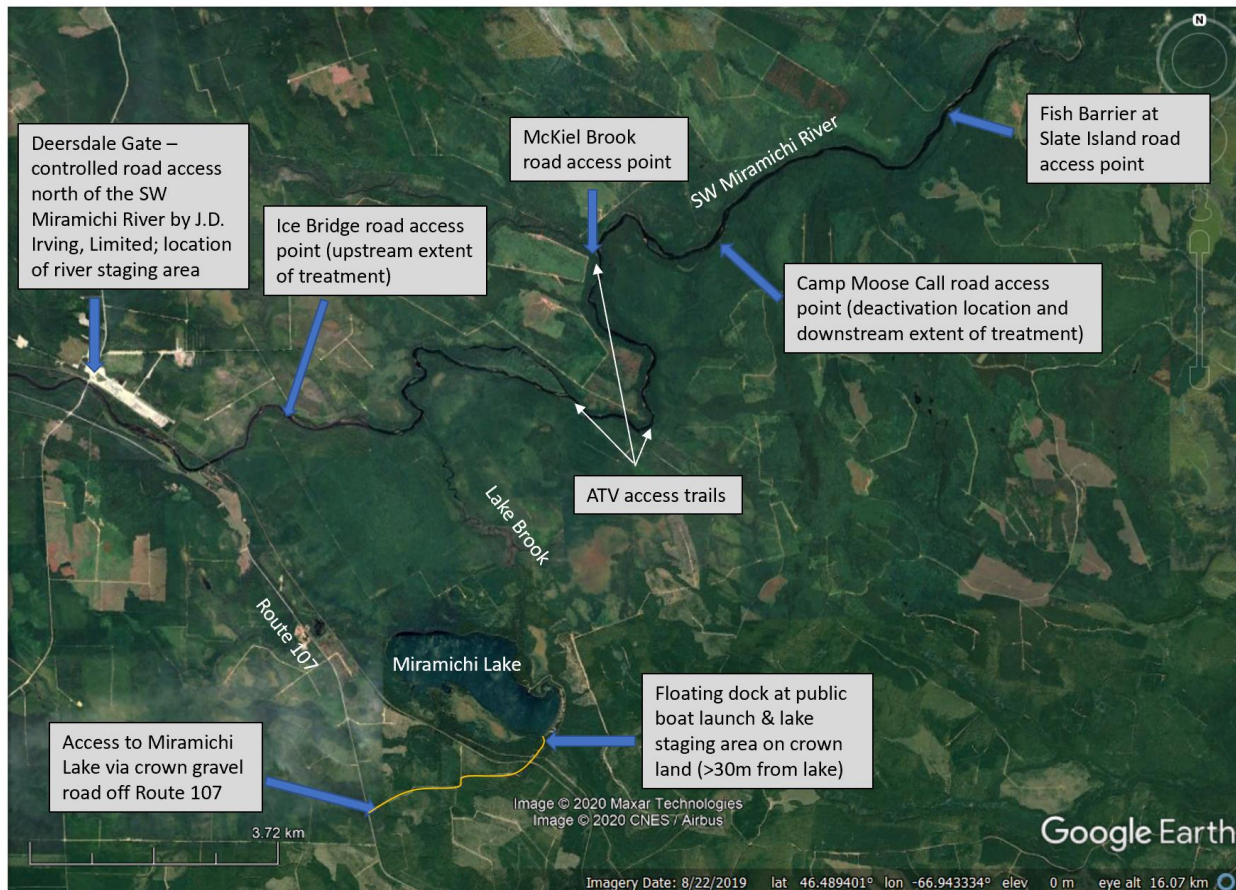 N
Deersdale Gate –
controlled road access
north of the SW
Miramichi River by J.D.
Irving, Limited; location
of river staging area
Ice Bridge road access
point (upstream extent
of treatment)
McKiel Brook
road access point
SW Miramichi River
Fish Barrier at
Slate Island road
access point
Camp Moose Call road access
point (deactivation location and
downstream extent of treatment)
ATV access trails
Lake Brook
Route 107
Miramichi Lake
Floating dock at public
boat launch & lake
staging area on crown
land (>30m from lake)
Access to Miramichi
Lake via crown gravel
road off Route 107
3.72 km
Image © 2020 Maxar Technologies
Image © 2020 CNES / Airbus
Google Earth
Imagery Date: 8/22/2019 lat 46.489401° lon -66.943334° elev 0 m eye alt 16.07 km